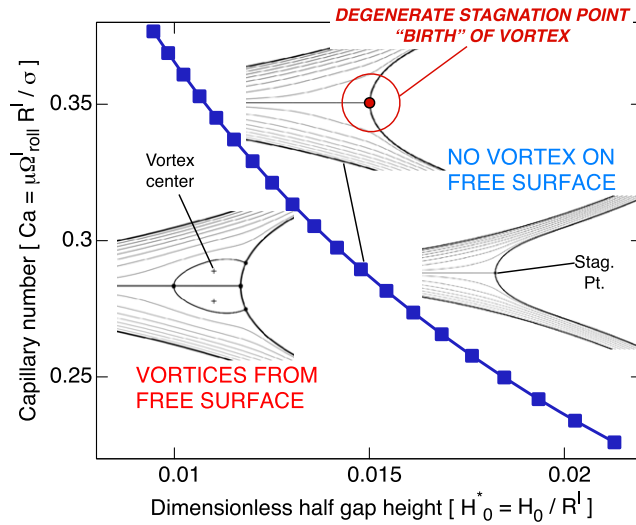 DEGENERATE STAGNATION POINT
“BIRTH” OF VORTEX
0.35
Vortex
center
NO VORTEX ON
FREE SURFACE
0.3
Stag.
Pt.
VORTICES FROM
FREE SURFACE
0.25
0.01
0.015
0.02
Capillary number [ Ca = μΩ^I_roll R^I / σ ]
Dimensionless half gap height [ H^*_0 = H_0 / R^I ]